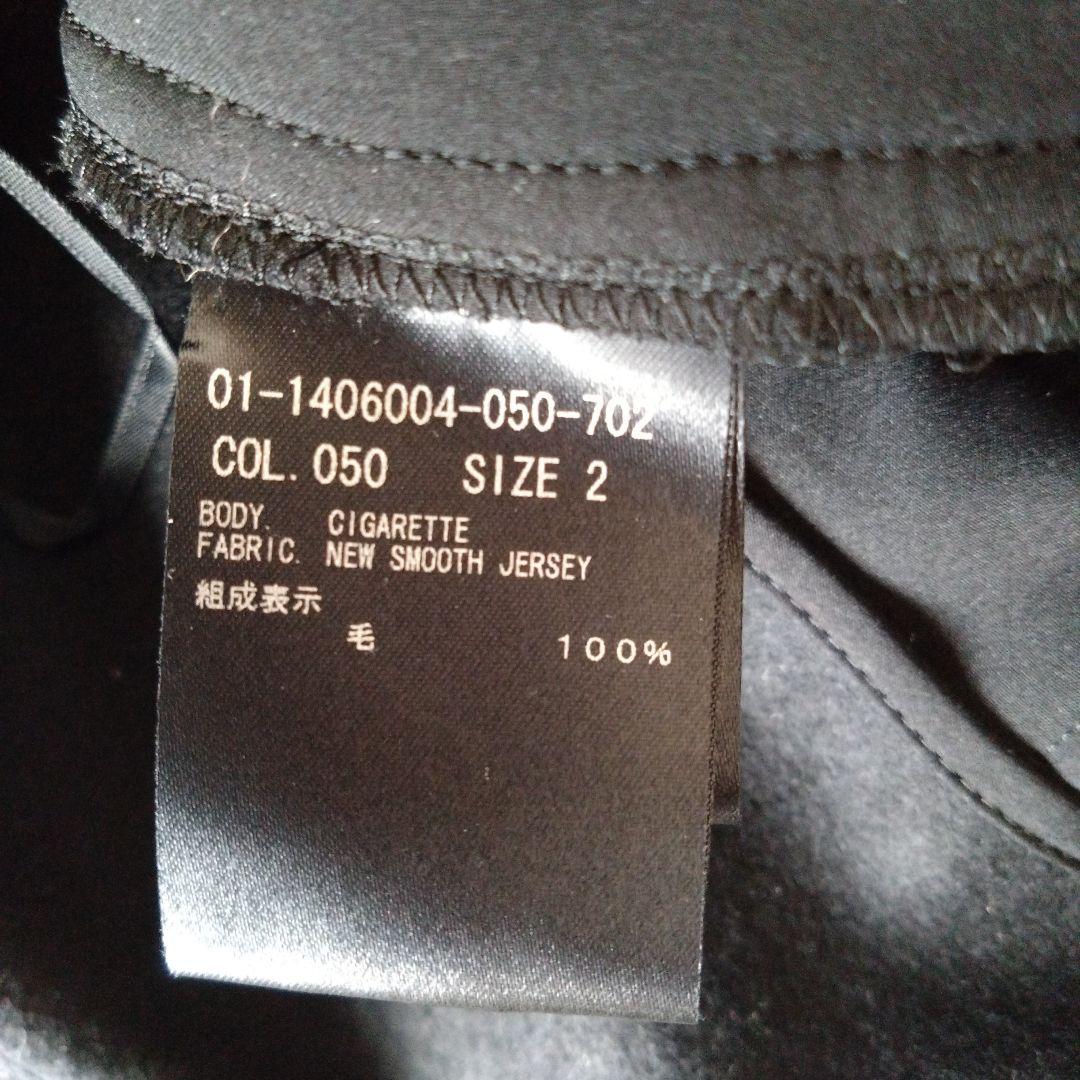 01-1406004-050-702
COL. 050 SIZE 2
BODY. CIGARETTE
FABRIC. NEW SMOOTH JERSEY
組成表示
毛 100%